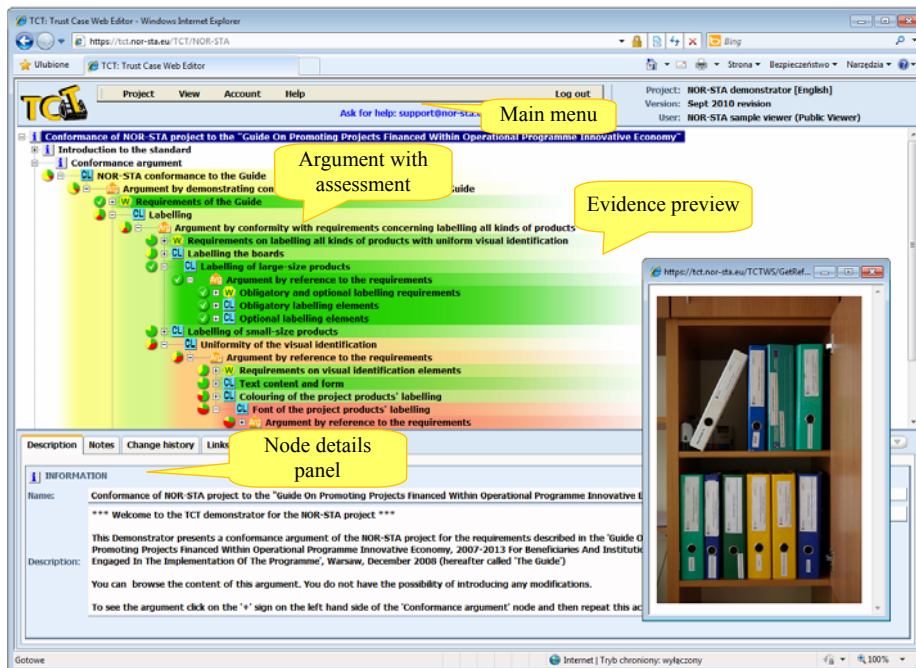 TCT: Trust Case Web Editor - Windows Internet Explorer
https://tct.nor-sta.eu/TCT/NOR-STA
Bing
Ulubione
TCT: Trust Case Web Editor
Strona
Bezpieczeństwo
Narzędzia
TCT
Project View Account Help Log out
Ask for help: support@nor-sta.
Main menu
Project: NOR-STA demonstrator [English]
Version: Sept 2010 revision
User: NOR-STA sample viewer (Public Viewer)
Conformance of NOR-STA project to the "Guide On Promoting Projects Financed Within Operational Programme Innovative Economy"
Introduction to the standard
Conformance argument
CL NOR-STA conformance to the Guide
Argument by demonstrating con Guide
W Requirements of the Guide
CL Labelling
Argument by conformity with requirements concerning labelling all kinds of products
W Requirements on labelling all kinds of products with uniform visual identification
CL Labelling the boards
CL Labelling of large-size products
Argument by reference to the requirements
W Obligatory and optional labelling requirements
CL Obligatory labelling elements
CL Optional labelling elements
CL Labelling of small-size products
CL Uniformity of the visual identification
Argument by reference to the requirements
W Requirements on visual identification elements
CL Text content and form
CL Colouring of the project products' labelling
CL Font of the project products' labelling
Argument by reference to the requirements
Argument with
assessment
Evidence preview
https://tct.nor-sta.eu/TCTWS/GetRef...
Description Notes Change history Links
Node details
panel
i INFORMATION
Name: Conformance of NOR-STA project to the "Guide On Promoting Projects Financed Within Operational Programme Innovative E
*** Welcome to the TCT demonstrator for the NOR-STA project ***
This Demonstrator presents a conformance argument of the NOR-STA project for the requirements described in the 'Guide O
Promoting Projects Financed Within Operational Programme Innovative Economy, 2007-2013 For Beneficiaries And Institutio
Description: Engaged In The Implementation Of The Programme', Warsaw, December 2008 (hereafter called 'The Guide')
You can browse the content of this argument. You do not have the possibility of introducing any modifications.
To see the argument click on the '+' sign on the left hand side of the 'Conformance argument' node and then repeat this ac
Gotowe
Internet | Tryb chroniony: wyłączony
100%